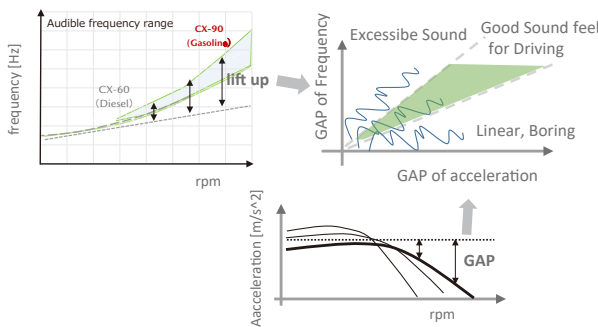 Audible frequency range
CX-90
(Gasoline)
CX-60
(Diesel)
lift up
frequency [Hz]
rpm
Excessibe Sound
Good Sound feel
for Driving
Linear, Boring
GAP of Frequency
GAP of acceleration
Aacceleration [m/s^2]
GAP
rpm